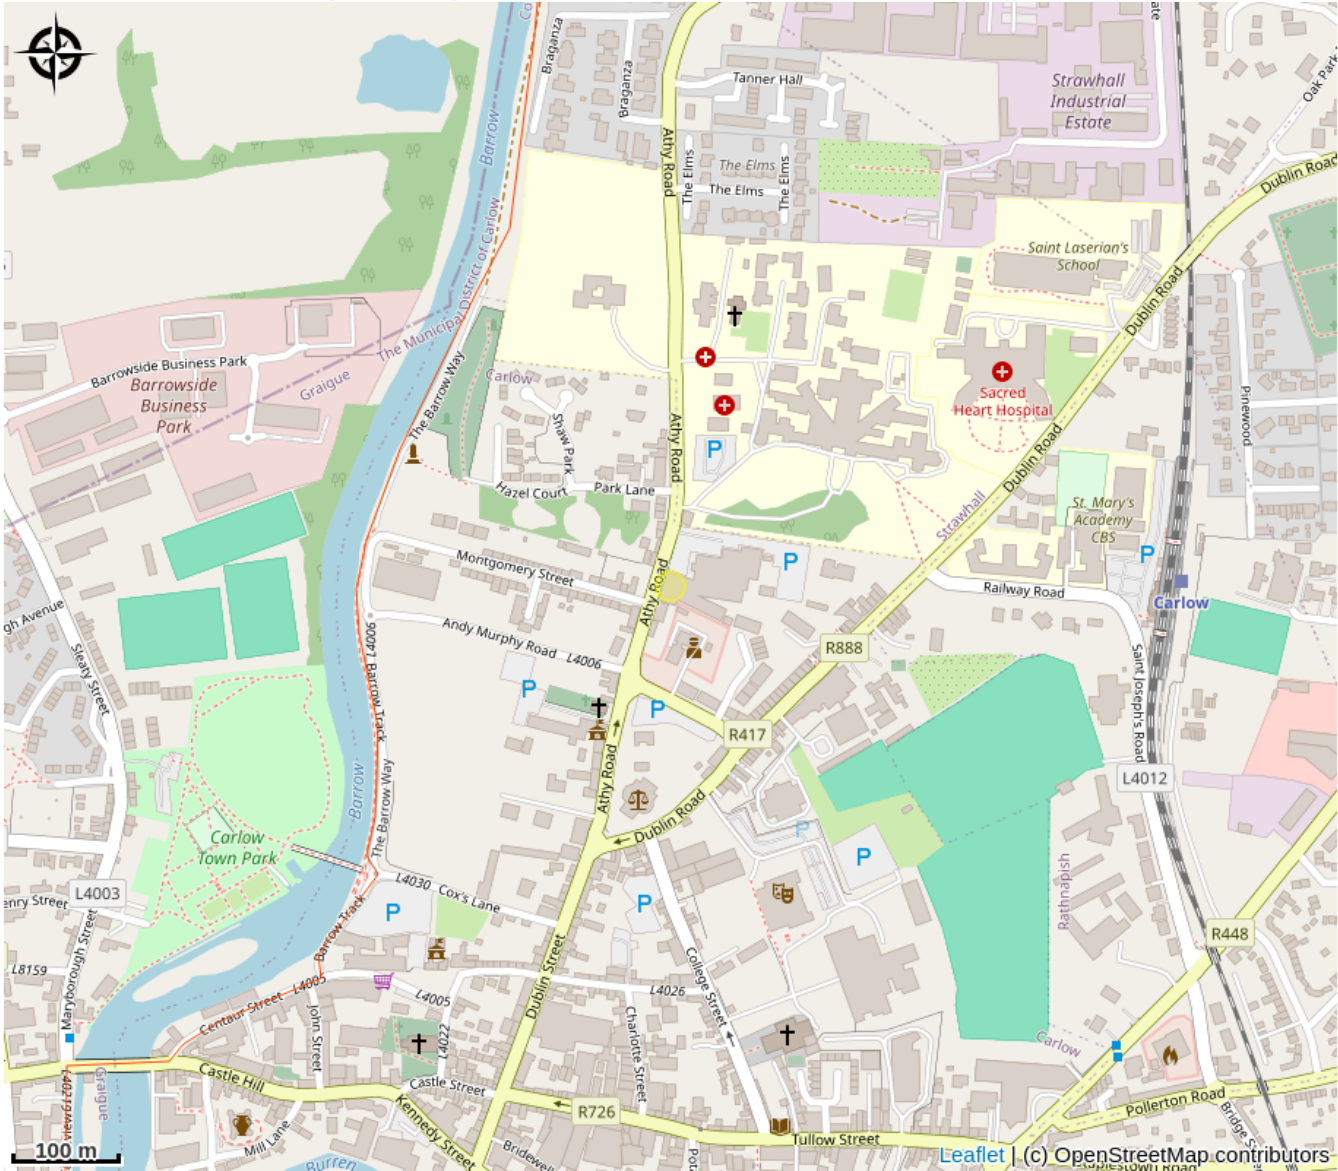 Braganza
Braganza
Athy Road
Tanner Hall
The Elms
The Elms
The Elms
The Elms
Strawhall
Industrial
Estate
Oak Park
Dublin Road
Barrow
The Municipal District of Carlow
Saint Laserian's
School
Dublin Road
Barrowside Business Park
Barrowside
Business
Park
Graigue
The Barrow Way
Carlow
Shaw Park
Athy Road
Sacred
Heart Hospital
Pinewood
P
Hazel Court
Park Lane
Dublin Road
Strawhall
St. Mary's
Academy
CBS
P
P
Montgomery Street
Athy Road
Railway Road
Carlow
gh Avenue
Sleaty Street
L4006
Barrow Track
Andy Murphy Road
L4006
R888
Saint Joseph's Road
P
P
R417
L4012
Athy Road
Barrow
The Barrow Way
Dublin Road
P
P
Carlow
Town Park
L4003
enry Street
L4030
Cox's Lane
P
P
Rathnapish
R448
Barrow Track
Maryborough Street
L8159
Dublin Street
College Street
L4005
L4005
L4026
Centaur Street
John Street
L4022
Charlotte Street
Carlow
Graigue
Castle Hill
Castle Street
Kennedy Street
R726
Pollerton Road
Bridge St
Mill Lane
Tullow Street
Bridewell
Burren
100 m
Leaflet | (c) OpenStreetMap contributors